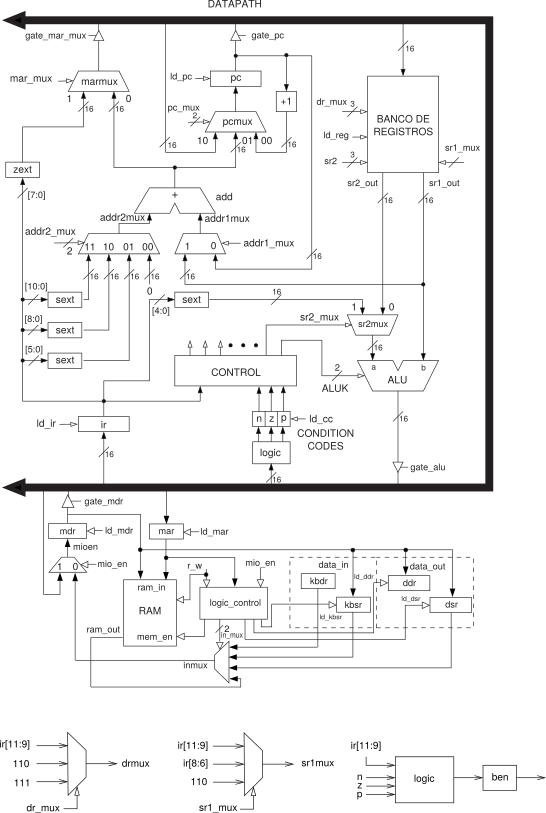 DATAPATH
gate_mar_mux
gate_pc
16
mar_mux
marmux
1 0
16 16
ld_pc
pc
+1
pc_mux
2
pcmux
10 01 00
16 16 16
dr_mux
3
BANCO DE
REGISTROS
ld_reg
sr2
3
sr1_mux
sr2_out
sr1_out
16 16
zext
[7:0]
+
add
addr2mux
addr1mux
addr2_mux
2
11 10 01 00
1 0
addr1_mux
16 16 16 16
16
16
0
[10:0]
sext
[4:0]
sext
16
[8:0]
sext
[5:0]
sext
sr2_mux
1 0
sr2mux
16
a b
ALU
CONTROL
2
ALUK
16
ld_ir
ir
16
n z p
ld_cc
CONDITION
CODES
logic
16
gate_alu
gate_mdr
mdr
ld_mdr
mar
ld_mar
mioen
1 0
mio_en
r_w
mio_en
ram_in
RAM
mem_en
ram_out
logic_control
2
in_mux
inmux
data_in
kbdr
kbsr
ld_kbsr
data_out
ld_ddr
ddr
ld_dsr
dsr
ir[11:9]
110
111
drmux
dr_mux
ir[11:9]
ir[8:6]
110
sr1mux
sr1_mux
ir[11:9]
n
z
p
logic
ben